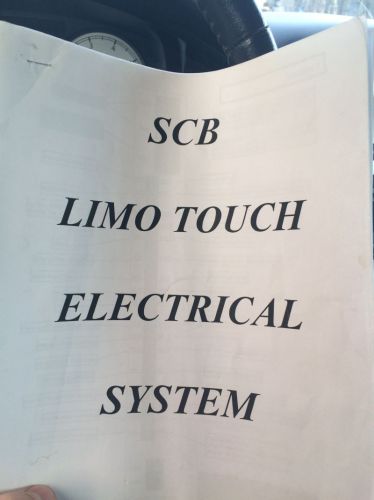 SCB
LIMO TOUCH
ELECTRICAL
SYSTEM